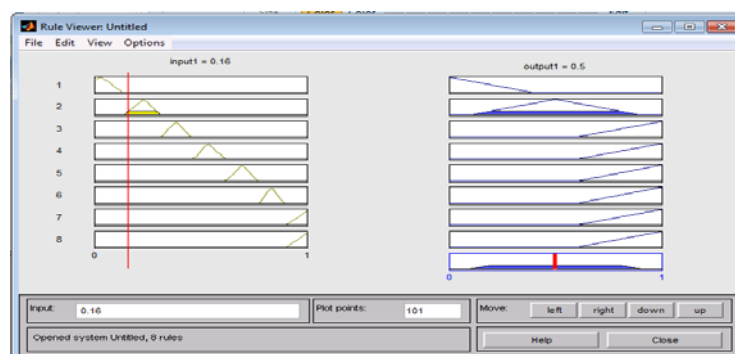 Rule Viewer: Untitled
File Edit View Options
input1 = 0.16
output1 = 0.5
1
2
3
4
5
6
7
8
0 1
0 1
Input: 0.16 Plot points: 101 Move: left right down up
Opened system Untitled, 8 rules Help Close